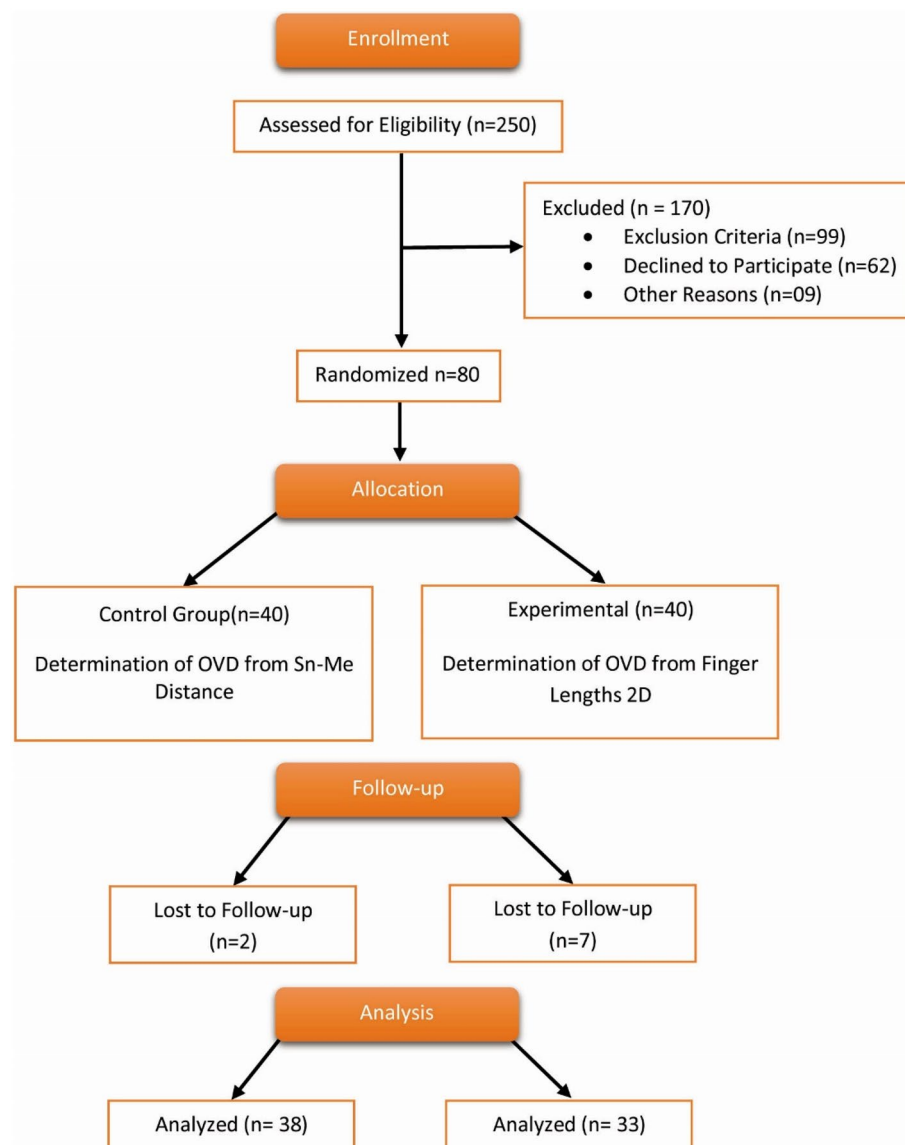 Enrollment
Assessed for Eligibility (n=250)
Excluded (n = 170)
• Exclusion Criteria (n=99)
• Declined to Participate (n=62)
• Other Reasons (n=09)
Randomized n=80
Allocation
Control Group(n=40)
Determination of OVD from Sn-Me
Distance
Experimental (n=40)
Determination of OVD from Finger
Lengths 2D
Follow-up
Lost to Follow-up
(n=2)
Lost to Follow-up
(n=7)
Analysis
Analyzed (n= 38)
Analyzed (n= 33)